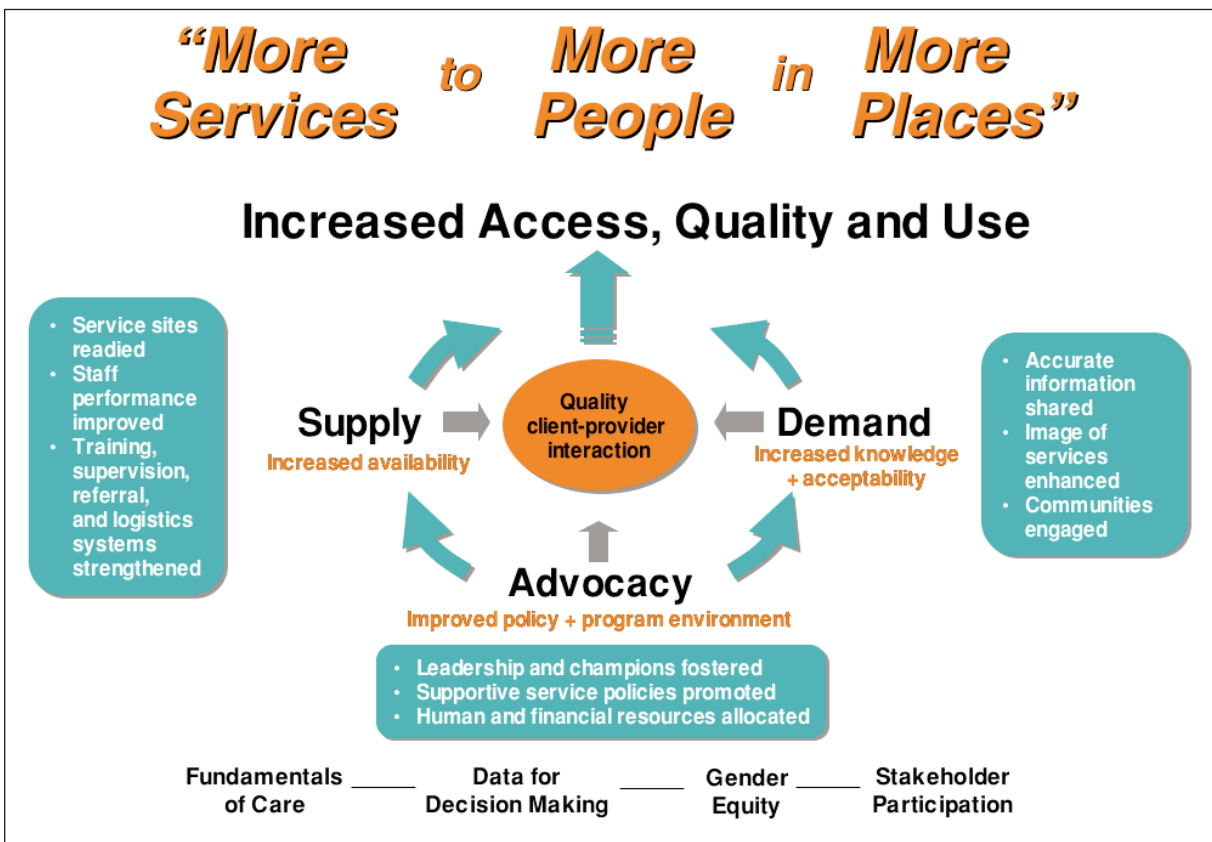 “More to More in More
Services People Places”
Increased Access, Quality and Use
• Service sites
readied
• Staff
performance
improved
• Training,
supervision,
referral,
and logistics
systems
strengthened
Supply
Increased availability
Quality
client-provider
interaction
Demand
Increased knowledge
+ acceptability
• Accurate
information
shared
• Image of
services
enhanced
• Communities
engaged
Advocacy
Improved policy + program environment
• Leadership and champions fostered
• Supportive service policies promoted
• Human and financial resources allocated
Fundamentals
of Care
Data for
Decision Making
Gender
Equity
Stakeholder
Participation